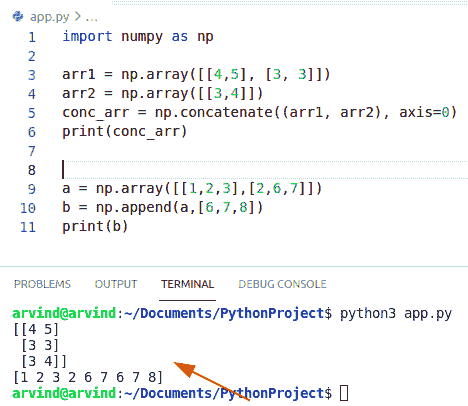 app.py > ...
1 import numpy as np
2
3 arr1 = np.array([[4,5], [3, 3]])
4 arr2 = np.array([[3,4]])
5 conc_arr = np.concatenate((arr1, arr2), axis=0)
6 print(conc_arr)
7
8
9 a = np.array([[1,2,3],[2,6,7]])
10 b = np.append(a,[6,7,8])
11 print(b)
PROBLEMS OUTPUT TERMINAL DEBUG CONSOLE
arvind@arvind:~/Documents/PythonProject$ python3 app.py
[[4 5]
 [3 3]
 [3 4]]
[1 2 3 2 6 7 6 7 8]
arvind@arvind:~/Documents/PythonProject$